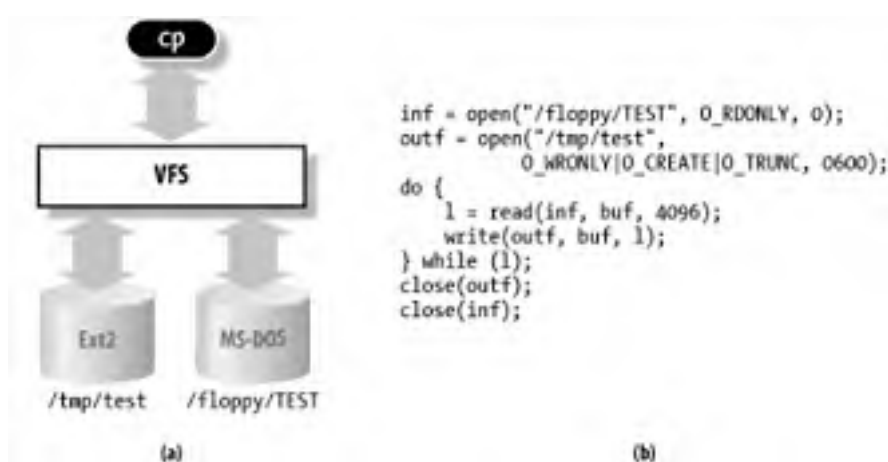 cp
VFS
Ext2 MS-DOS
/tmp/test /floppy/TEST
(a)
inf = open("/floppy/TEST", O_RDONLY, 0);
outf = open("/tmp/test",
O_WRONLY|O_CREATE|O_TRUNC, 0600);
do {
l = read(inf, buf, 4096);
write(outf, buf, l);
} while (l);
close(outf);
close(inf);
(b)